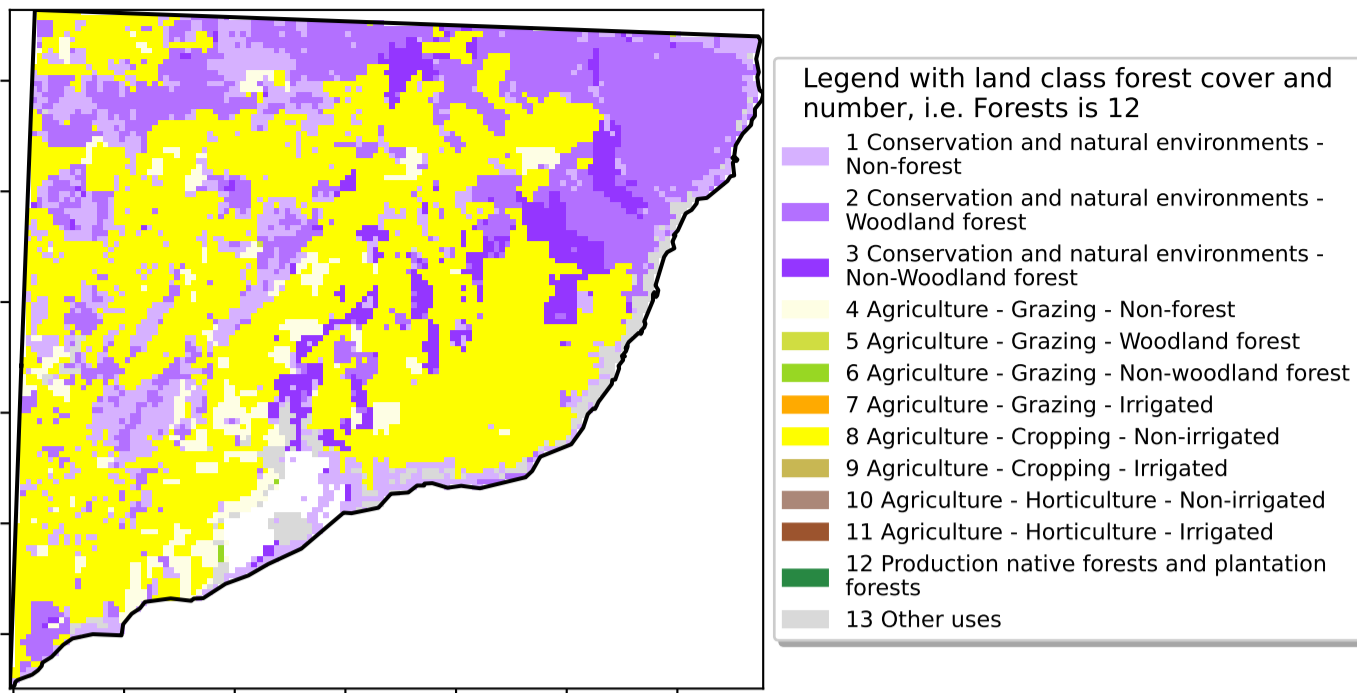 Legend with land class forest cover and
number, i.e. Forests is 12
1 Conservation and natural environments -
Non-forest
2 Conservation and natural environments -
Woodland forest
3 Conservation and natural environments -
Non-Woodland forest
4 Agriculture - Grazing - Non-forest
5 Agriculture - Grazing - Woodland forest
6 Agriculture - Grazing - Non-woodland forest
7 Agriculture - Grazing - Irrigated
8 Agriculture - Cropping - Non-irrigated
9 Agriculture - Cropping - Irrigated
10 Agriculture - Horticulture - Non-irrigated
11 Agriculture - Horticulture - Irrigated
12 Production native forests and plantation
forests
13 Other uses